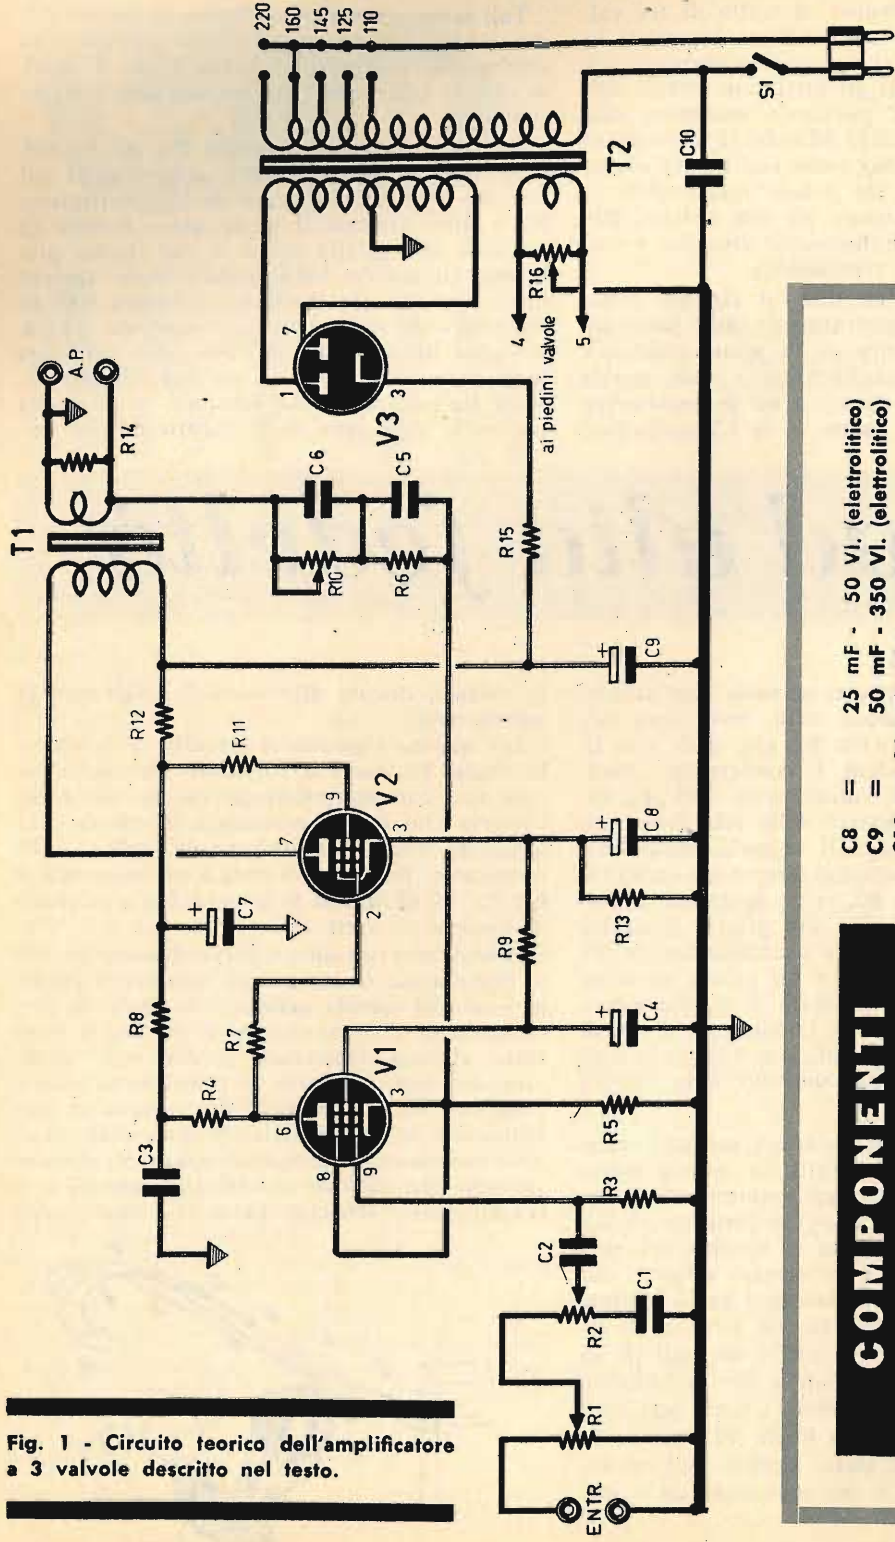 T1
A.P.
R14
220
160
145
125
110
R12
R8
R11
C3
C7
R4
R7
V2
7
9
3
2
V1
6
8
9
3
R9
R10
C6
R6
C5
V3
1
7
3
R15
4
R16
5
ai piedini valvole
T2
C10
S1
C2
R3
R5
C4
R13
C8
C9
R1
R2
C1
ENTR.
Fig. 1 - Circuito teorico dell'amplificatore
a 3 valvole descritto nel testo.
COMPONENTI
C8 = 25 mF - 50 Vl. (elettrolitico)
C9 = 50 mF - 350 Vl. (elettrolitico)